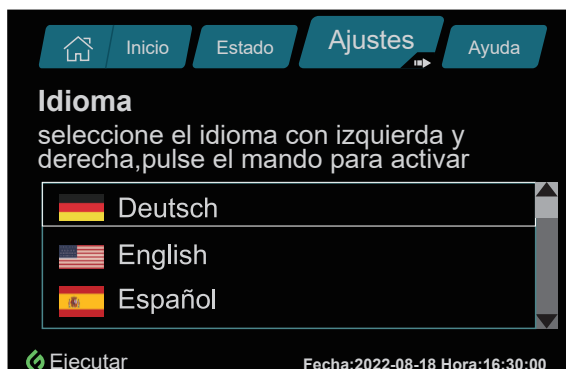 Inicio Estado Ajustes Ayuda
Idioma
seleccione el idioma con izquierda y
derecha,pulse el mando para activar
Deutsch
English
Español
Ejecutar Fecha:2022-08-18 Hora:16:30:00